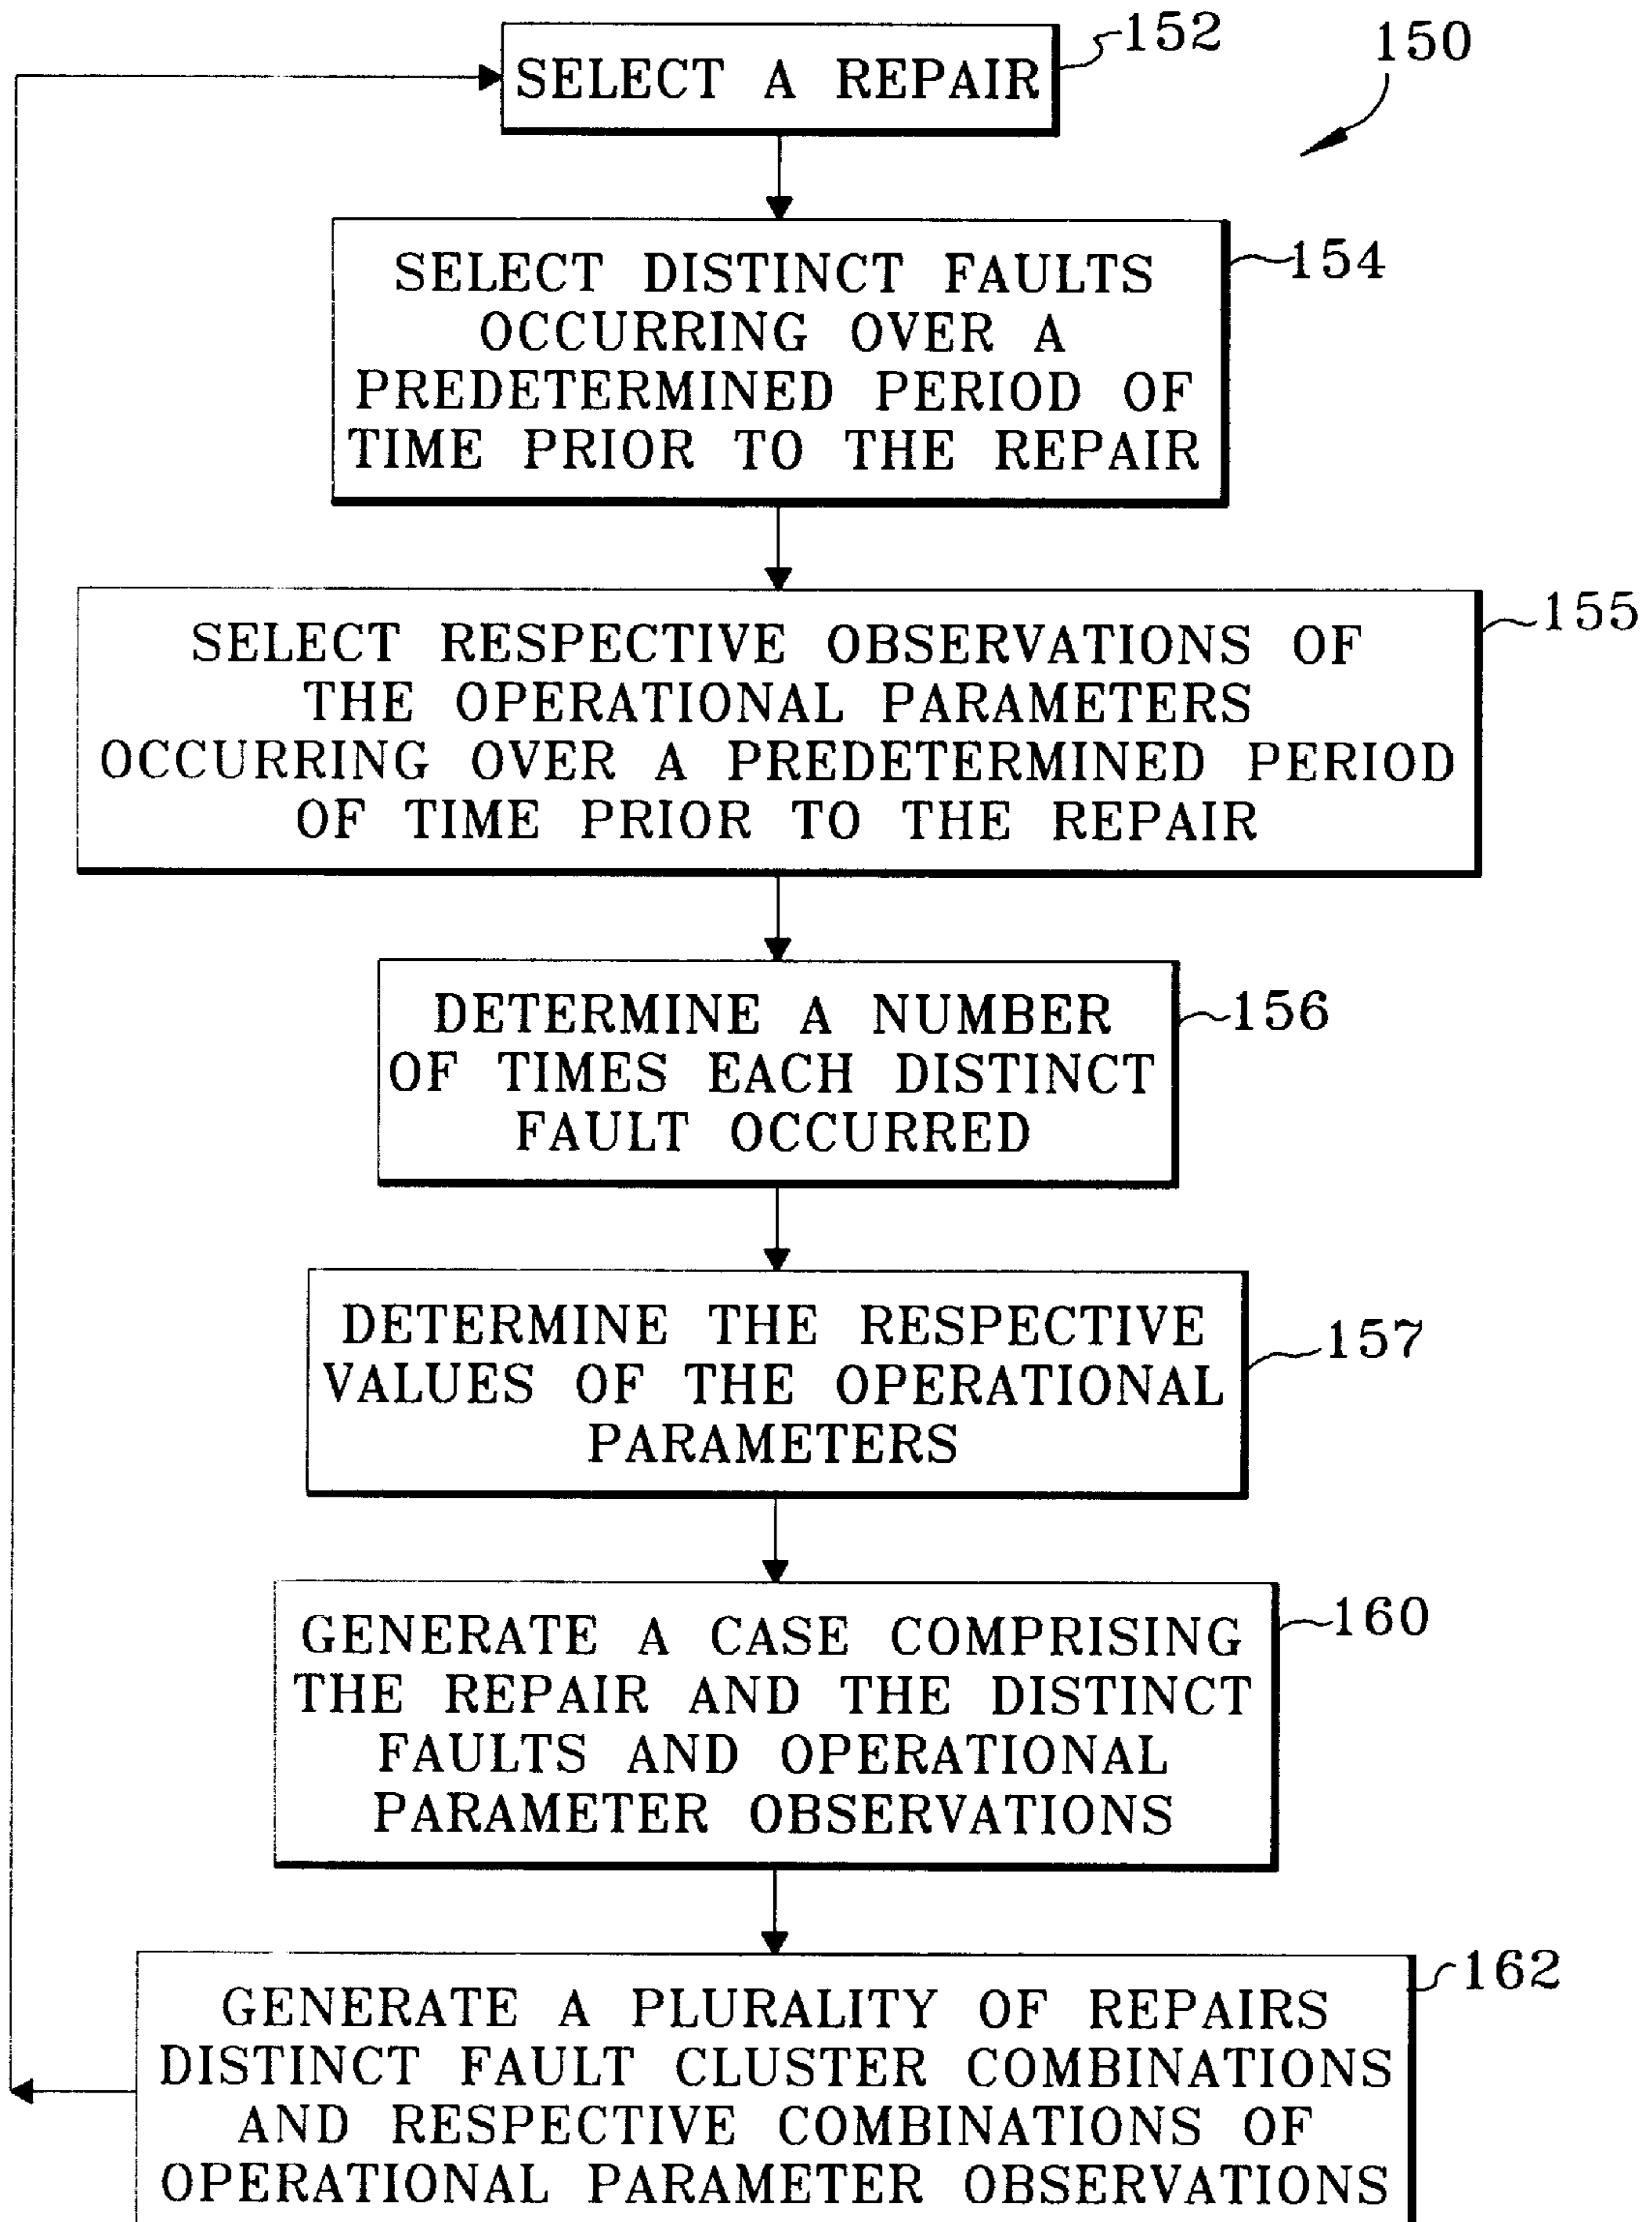 152
150
SELECT A REPAIR
154
SELECT DISTINCT FAULTS
OCCURRING OVER A
PREDETERMINED PERIOD OF
TIME PRIOR TO THE REPAIR
155
SELECT RESPECTIVE OBSERVATIONS OF
THE OPERATIONAL PARAMETERS
OCCURRING OVER A PREDETERMINED PERIOD
OF TIME PRIOR TO THE REPAIR
156
DETERMINE A NUMBER
OF TIMES EACH DISTINCT
FAULT OCCURRED
157
DETERMINE THE RESPECTIVE
VALUES OF THE OPERATIONAL
PARAMETERS
160
GENERATE A CASE COMPRISING
THE REPAIR AND THE DISTINCT
FAULTS AND OPERATIONAL
PARAMETER OBSERVATIONS
162
GENERATE A PLURALITY OF REPAIRS
DISTINCT FAULT CLUSTER COMBINATIONS
AND RESPECTIVE COMBINATIONS OF
OPERATIONAL PARAMETER OBSERVATIONS